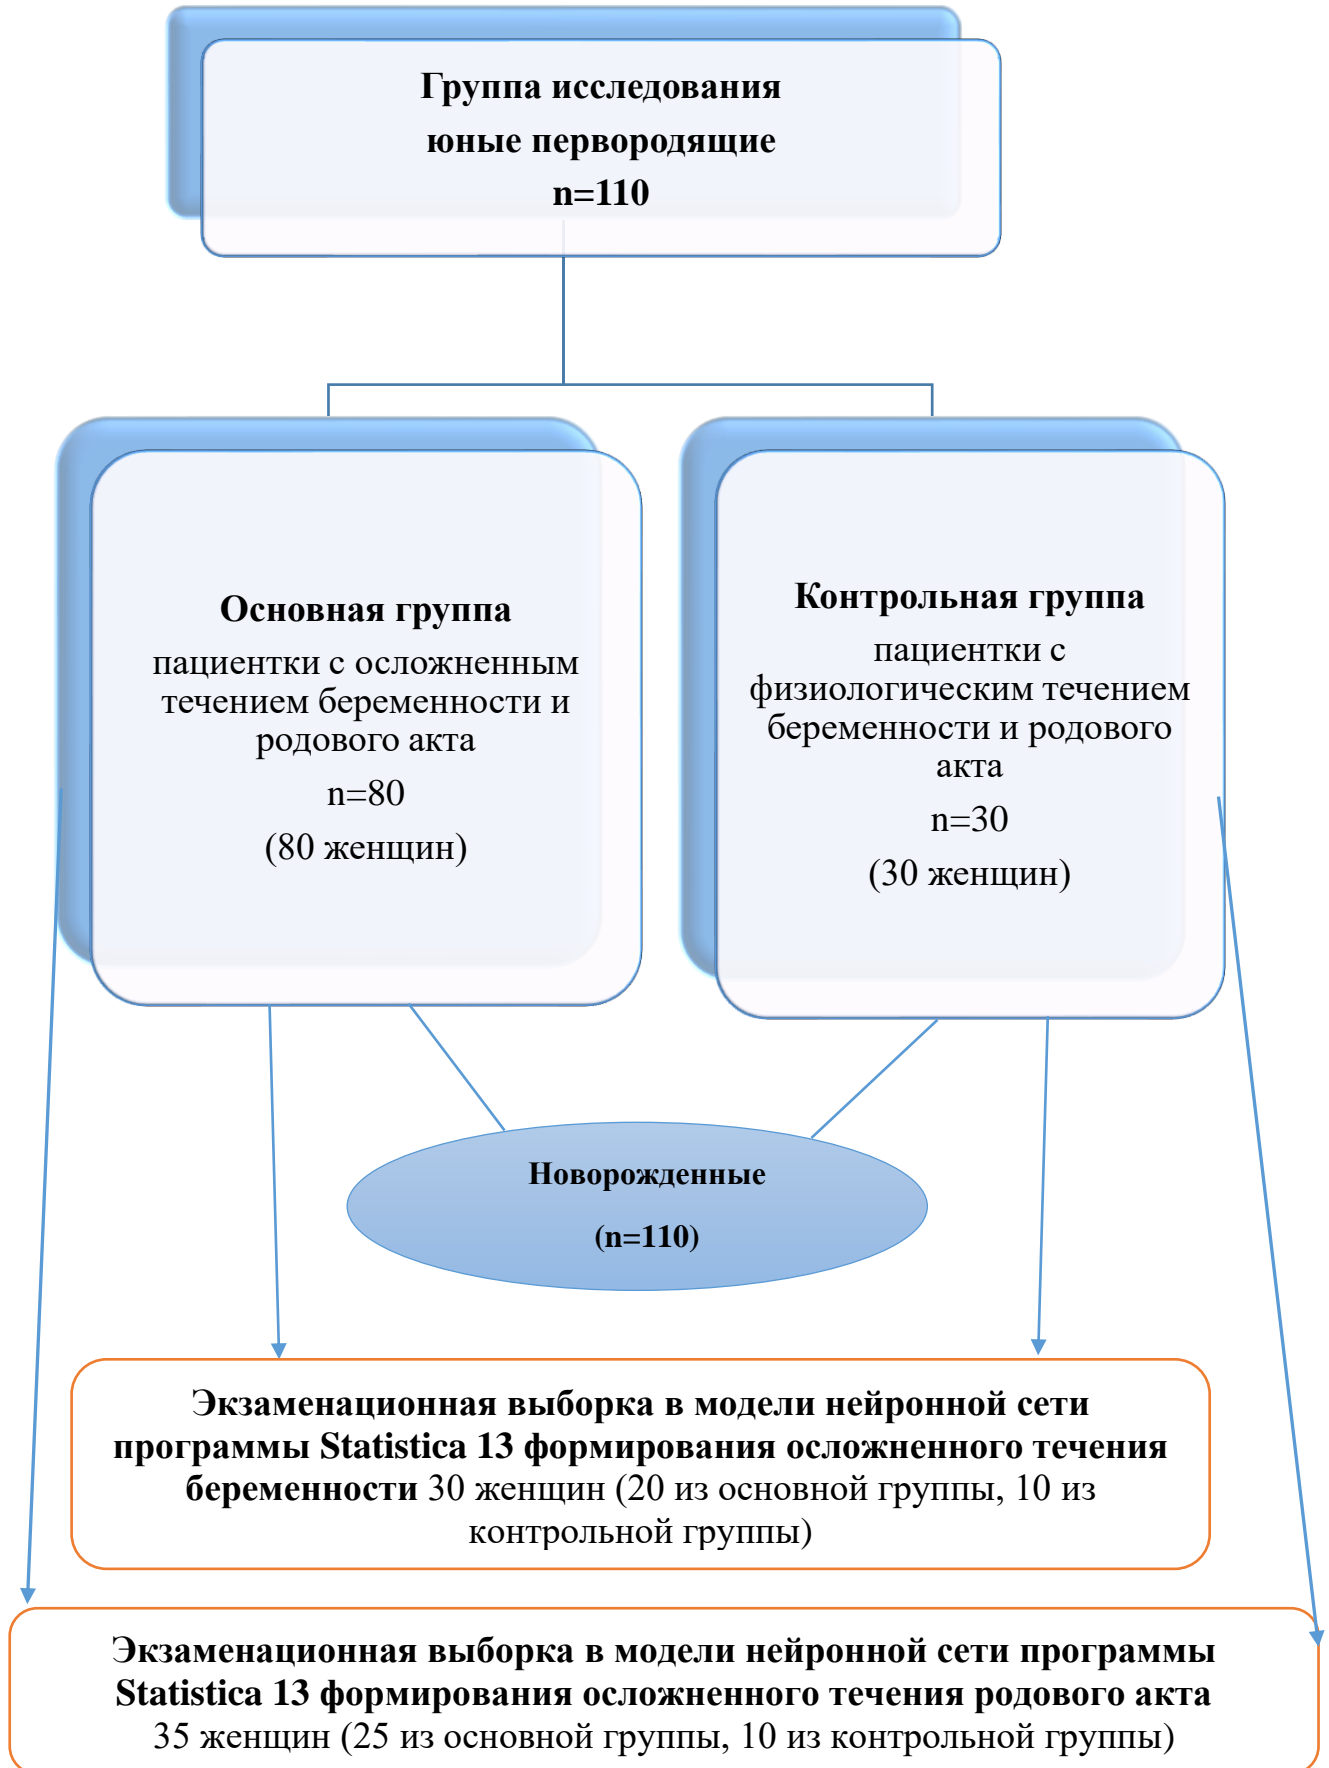 Группа исследования
юные первородящие
n=110
Основная группа
пациентки с осложненным
течением беременности и
родового акта
n=80
(80 женщин)
Контрольная группа
пациентки с
физиологическим течением
беременности и родового
акта
n=30
(30 женщин)
Новорожденные
(n=110)
Экзаменационная выборка в модели нейронной сети
программы Statistica 13 формирования осложненного течения
беременности 30 женщин (20 из основной группы, 10 из
контрольной группы)
Экзаменационная выборка в модели нейронной сети программы
Statistica 13 формирования осложненного течения родового акта
35 женщин (25 из основной группы, 10 из контрольной группы)